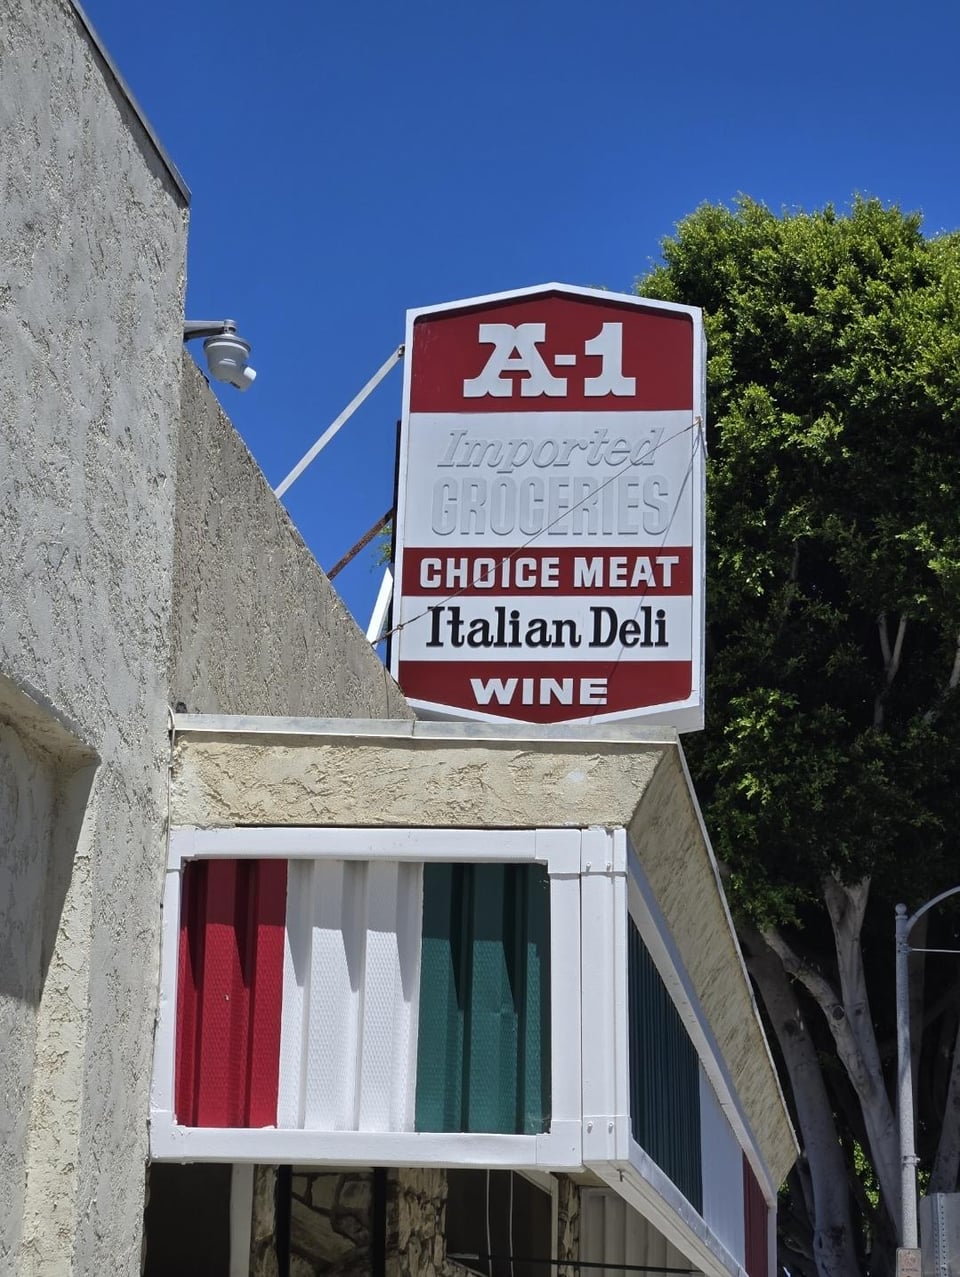 A-1
Imported
GROCERIES
CHOICE MEAT
Italian Deli
WINE